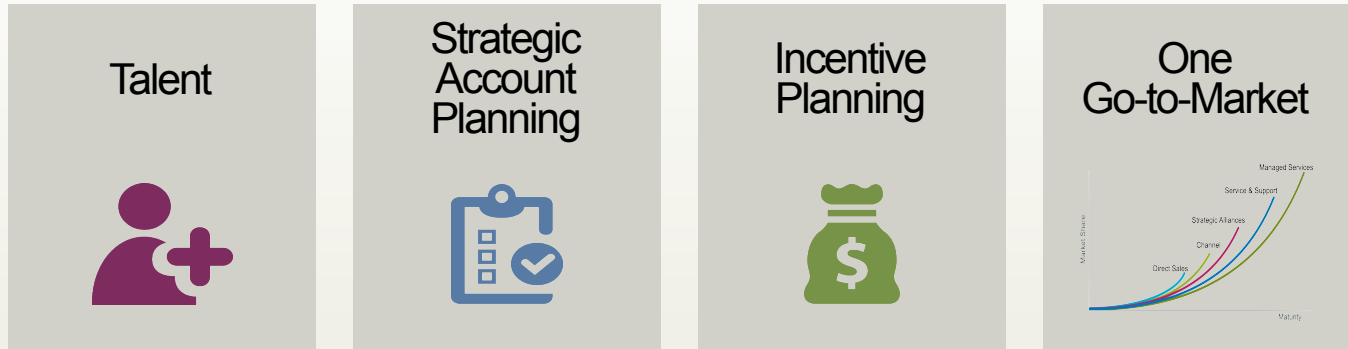 Talent
Strategic
Account
Planning
Incentive
Planning
$
One
Go-to-Market
Managed Services
Service & Support
Strategic Alliances
Channel
Direct Sales
Market Share
Maturity